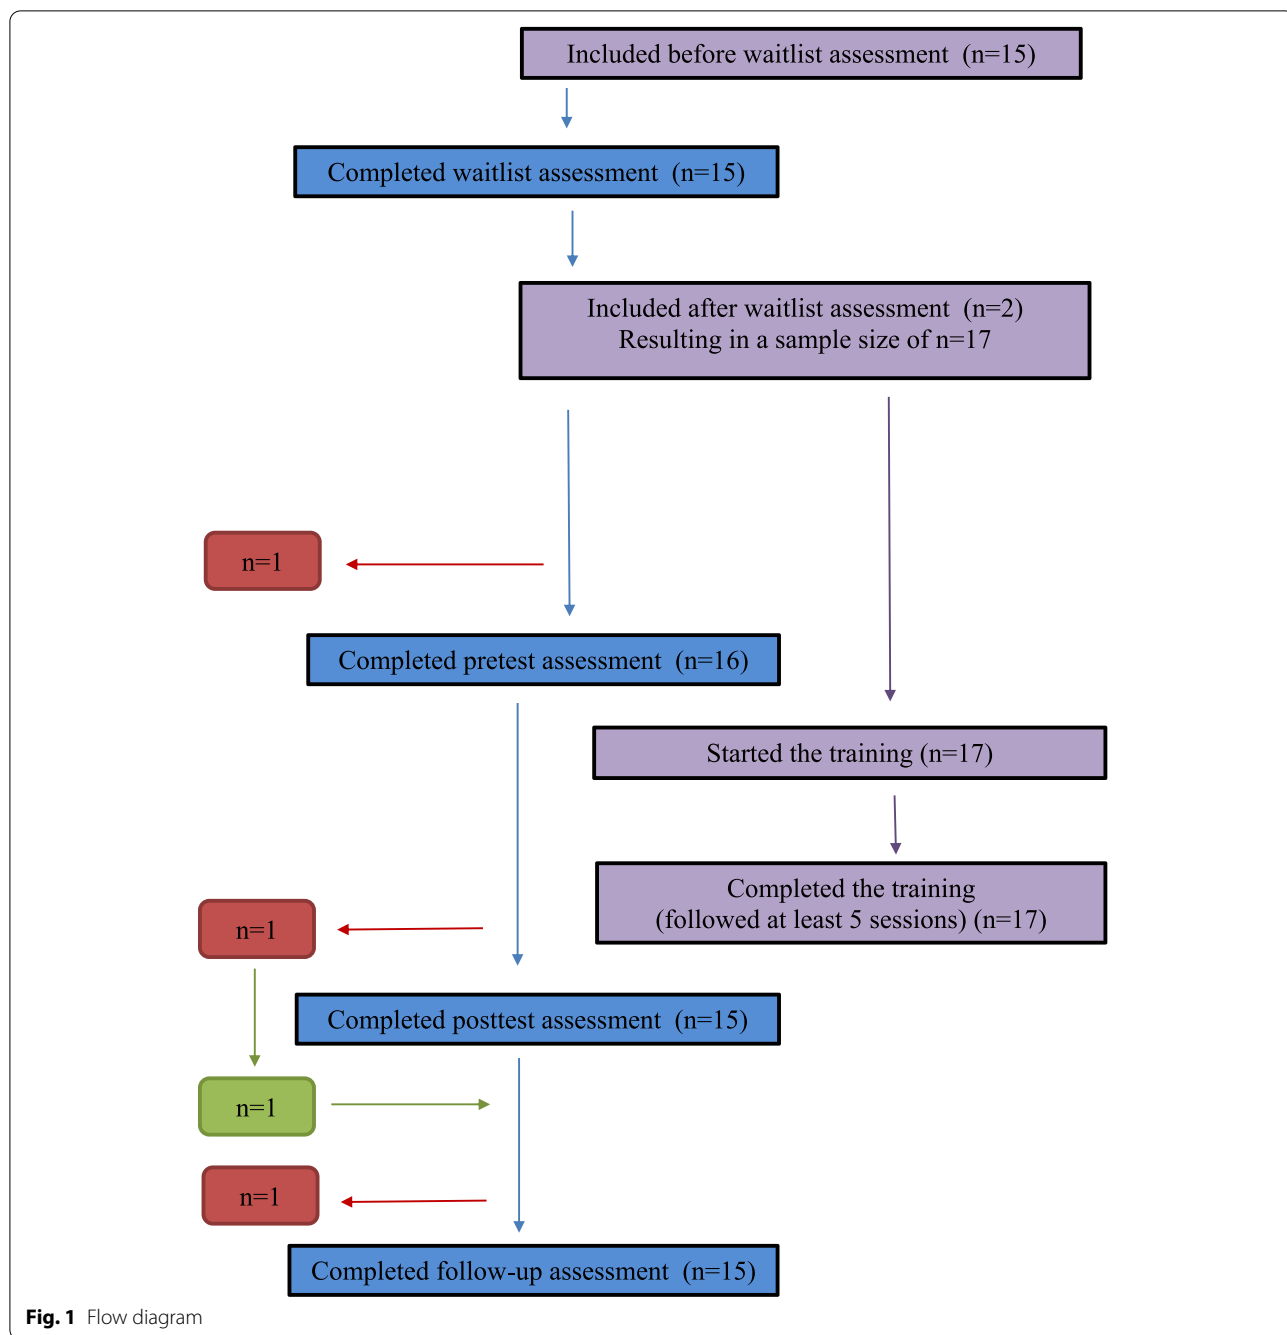 Included before waitlist assessment (n=15)
Completed waitlist assessment (n=15)
Included after waitlist assessment (n=2)
Resulting in a sample size of n=17
n=1
Completed pretest assessment (n=16)
Started the training (n=17)
Completed the training
(followed at least 5 sessions) (n=17)
n=1
Completed posttest assessment (n=15)
n=1
n=1
Completed follow-up assessment (n=15)
Fig. 1 Flow diagram